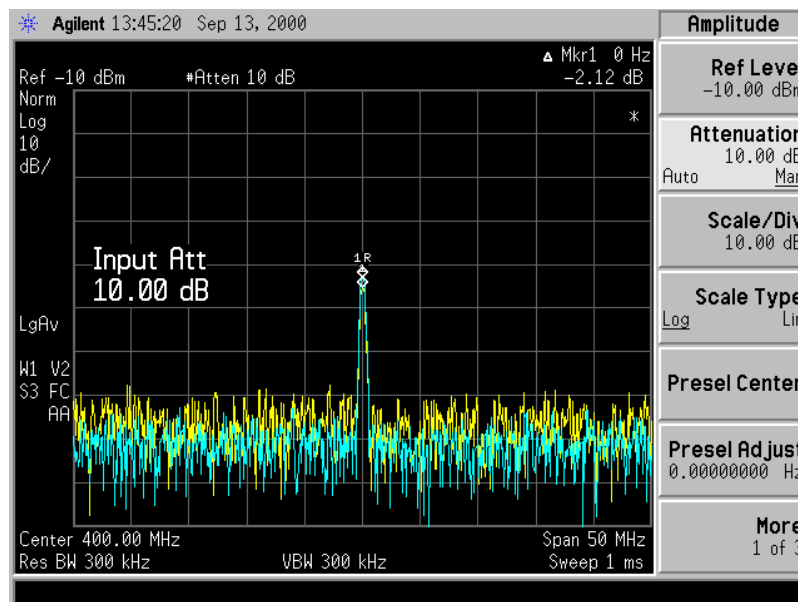 Agilent 13:45:20 Sep 13, 2000
Amplitude
Δ Mkr1 0 Hz
Ref -10 dBm #Atten 10 dB -2.12 dB
Norm
Log
10
dB/
*
Input Att
10.00 dB
1R
LgAv
W1 V2
S3 FC
AA
Center 400.00 MHz Span 50 MHz
Res BW 300 kHz VBW 300 kHz Sweep 1 ms
Ref Leve
-10.00 dBm
Attenuation
10.00 dB
Auto Man
Scale/Div
10.00 dB
Scale Type
Log Lin
Presel Center
Presel Adjust
0.00000000 Hz
More
1 of 3